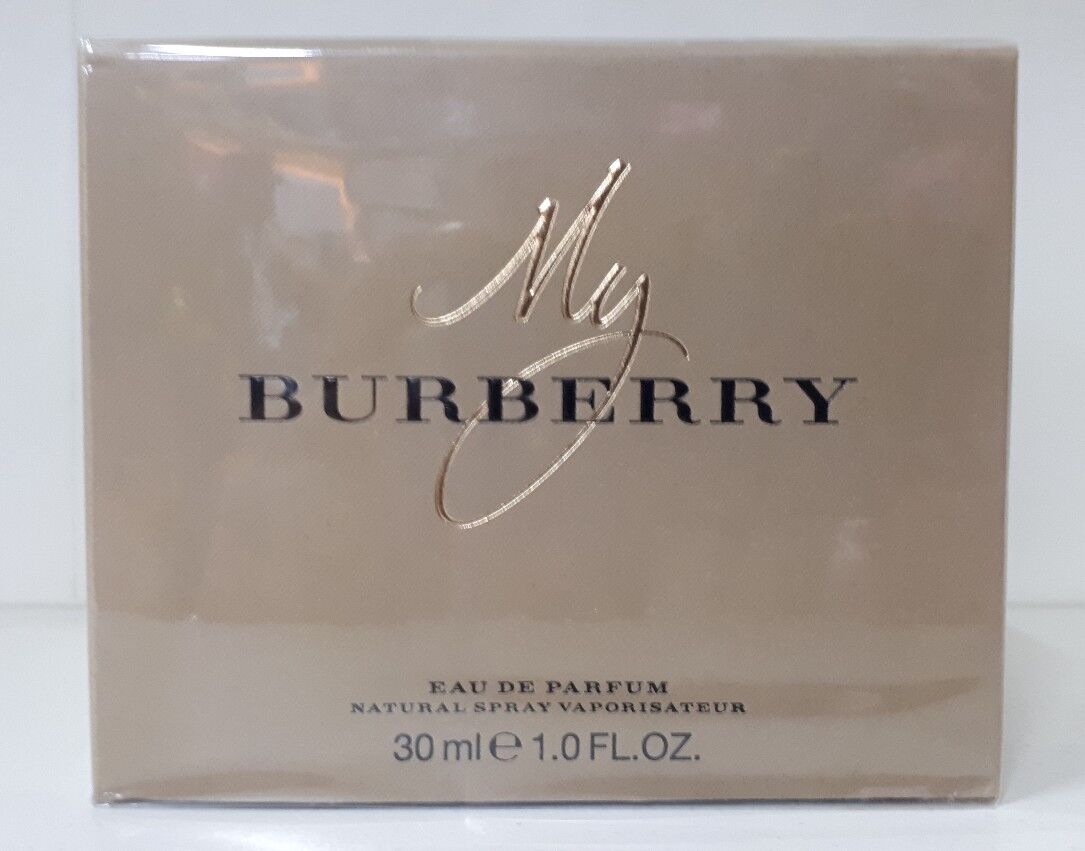 My
BURBERRY
EAU DE PARFUM
NATURAL SPRAY VAPORISATEUR
30 ml ℮ 1.0 FL.OZ.